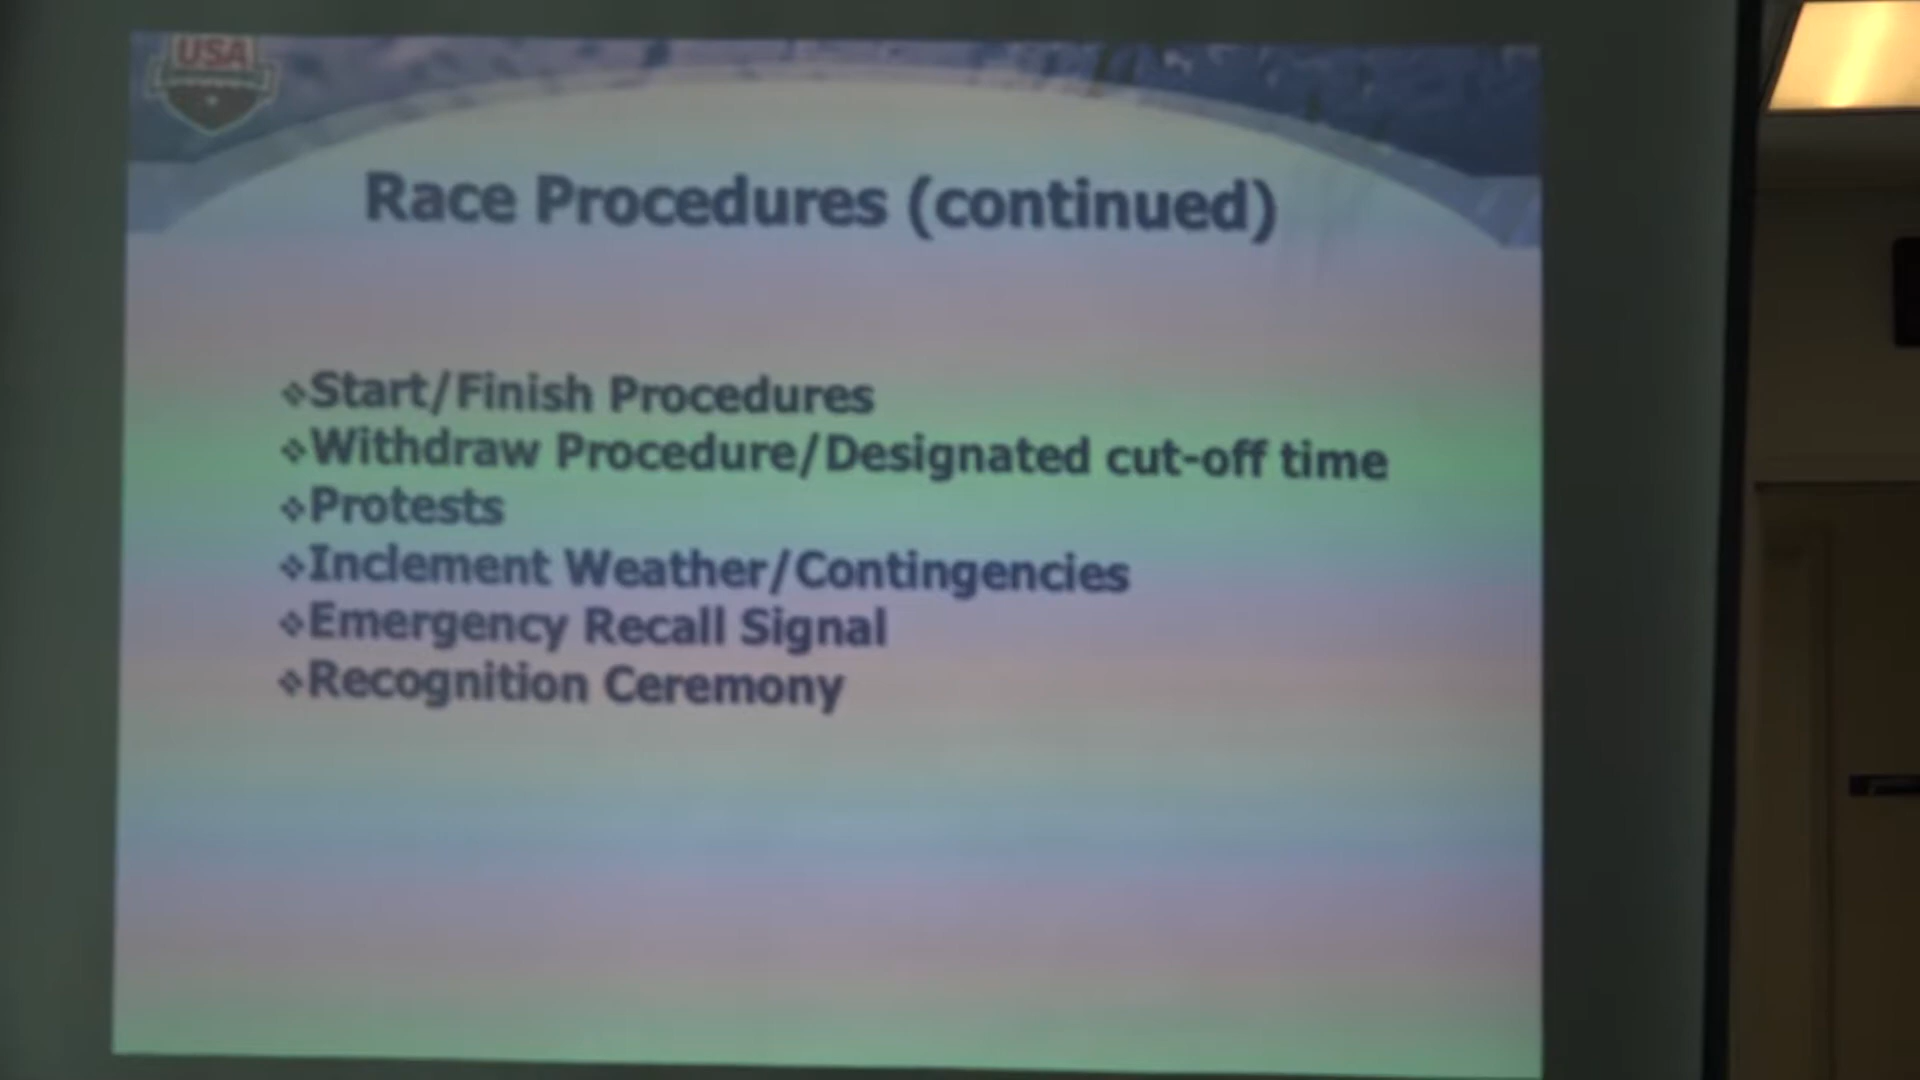 USA
Race Procedures (continued)
❖Start/Finish Procedures
❖Withdraw Procedure/Designated cut-off time
❖Protests
❖Inclement Weather/Contingencies
❖Emergency Recall Signal
❖Recognition Ceremony